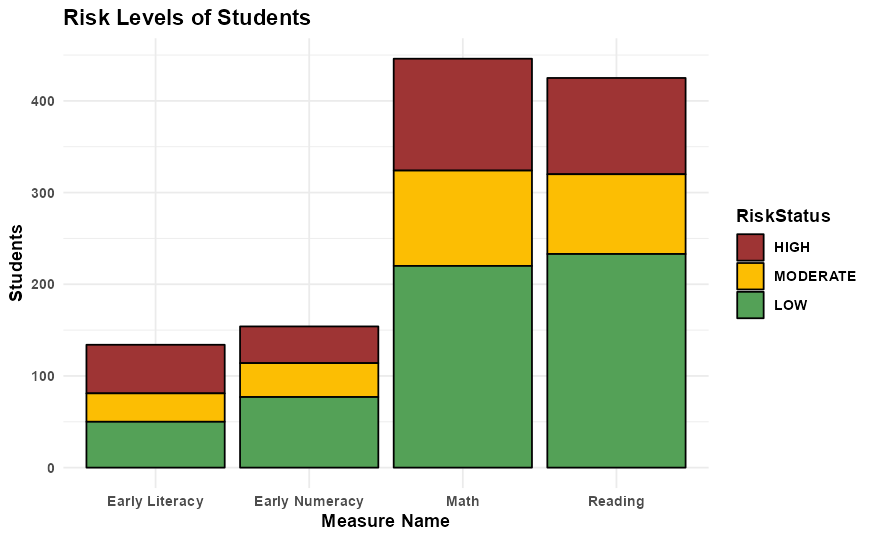 Risk Levels of Students
Students
400
300
200
100
0
Early Literacy
Early Numeracy
Math
Reading
Measure Name
RiskStatus
HIGH
MODERATE
LOW